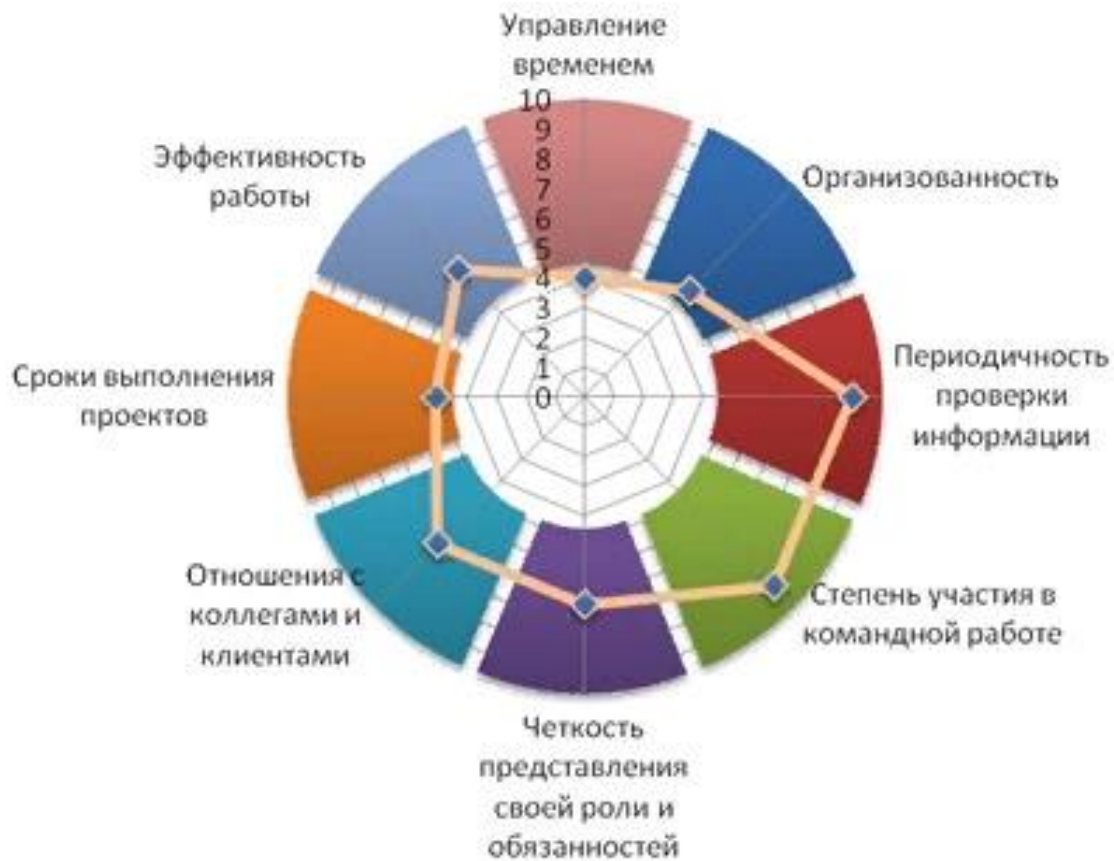 Управление
временем
10
9
8
7
6
5
4
3
2
1
0
Организованность
Периодичность
проверки
информации
Степень участия в
командной работе
Четкость
представления
своей роли и
обязанностей
Отношения с
коллегами и
клиентами
Сроки выполнения
проектов
Эффективность
работы